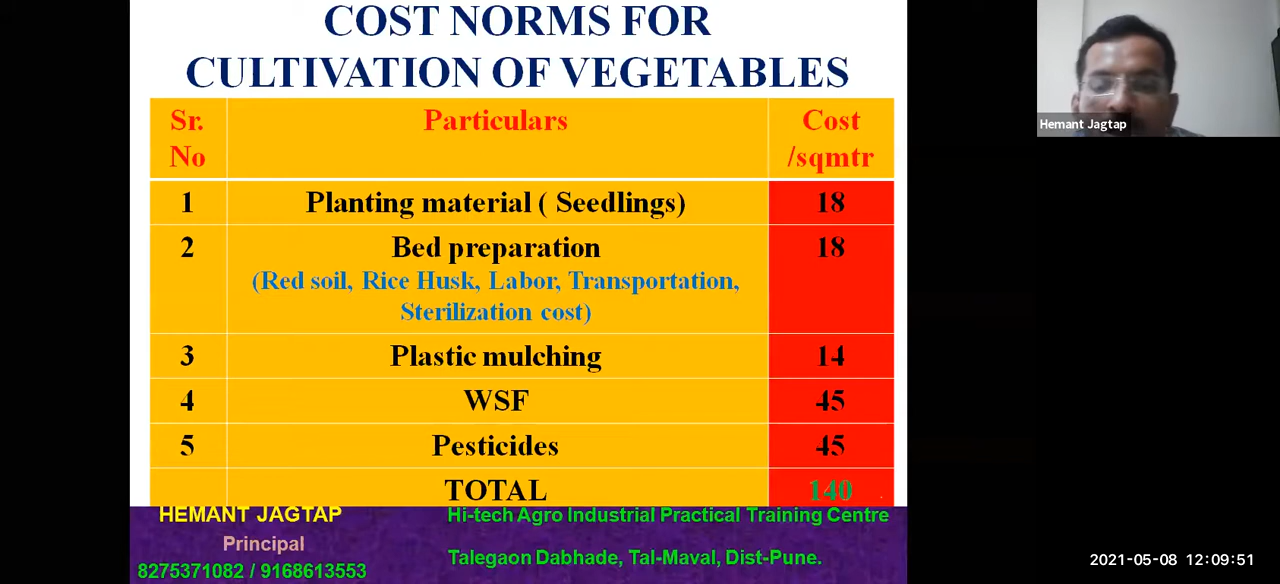 COST NORMS FOR
CULTIVATION OF VEGETABLES
Sr. No Particulars Cost /sqmtr
1 Planting material ( Seedlings) 18
2 Bed preparation 18
(Red soil, Rice Husk, Labor, Transportation,
Sterilization cost)
3 Plastic mulching 14
4 WSF 45
5 Pesticides 45
TOTAL 140
HEMANT JAGTAP
Principal
8275371082 / 9168613553
Hi-tech Agro Industrial Practical Training Centre
Talegaon Dabhade, Tal-Maval, Dist-Pune.
Hemant Jagtap
2021-05-08 12:09:51